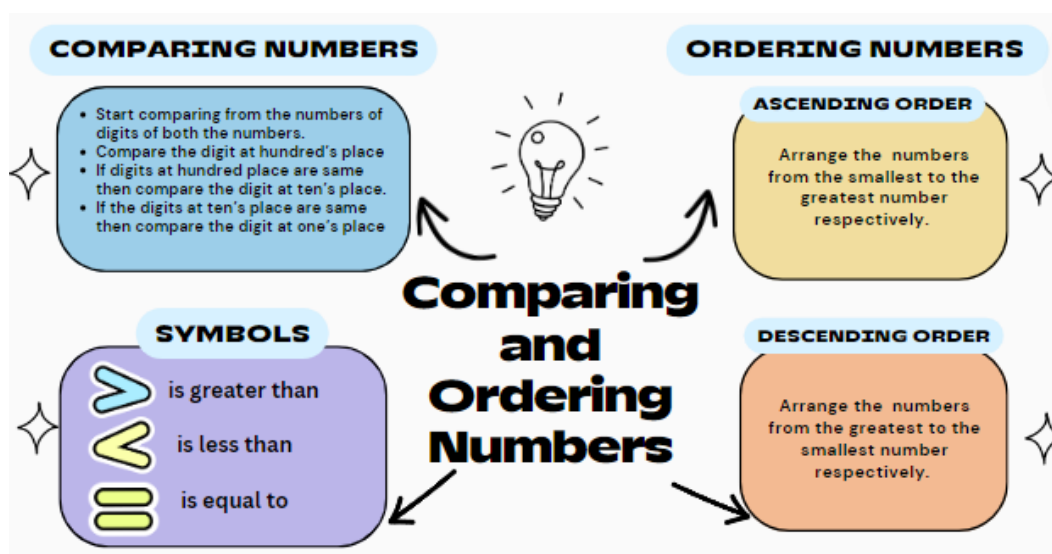 COMPARING NUMBERS
• Start comparing from the numbers of
digits of both the numbers.
• Compare the digit at hundred's place
• If digits at hundred place are same
then compare the digit at ten's place.
• If the digits at ten's place are same
then compare the digit at one's place
ORDERING NUMBERS
ASCENDING ORDER
Arrange the numbers
from the smallest to the
greatest number
respectively.
Comparing
and
Ordering
Numbers
SYMBOLS
> is greater than
< is less than
= is equal to
DESCENDING ORDER
Arrange the numbers
from the greatest to the
smallest number
respectively.